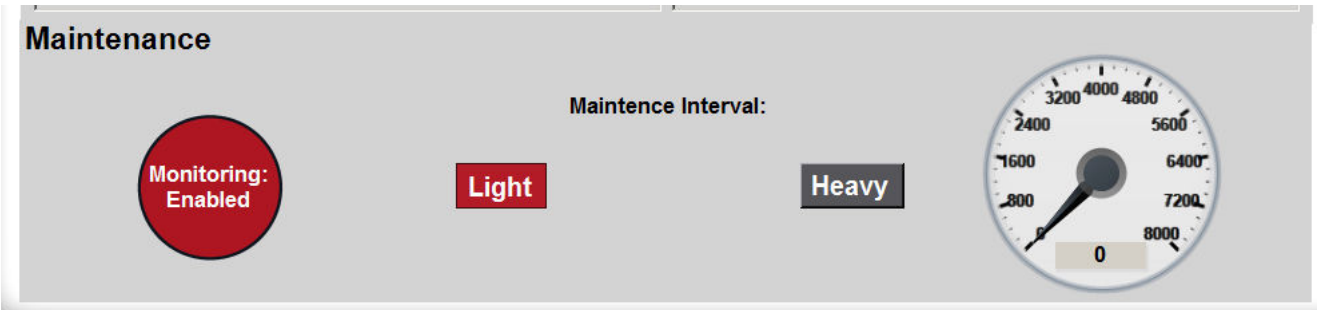 Maintenance
Maintence Interval:
Monitoring:
Enabled
Light
Heavy
0
800
1600
2400
3200
4000
4800
5600
6400
7200
8000
0